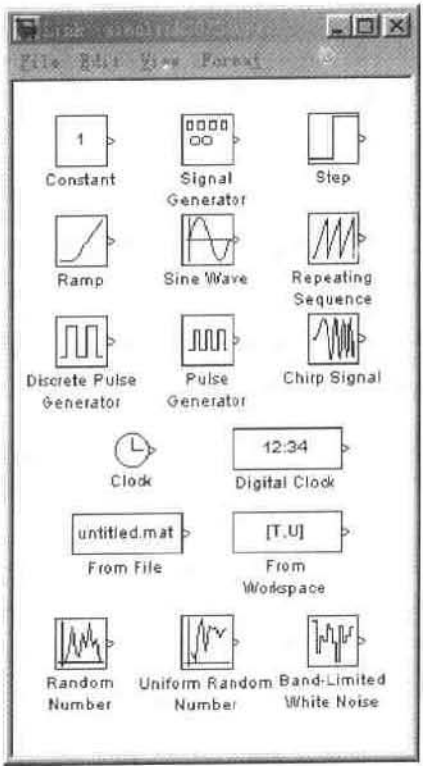 File Edit View Format
1
Constant
Signal
Generator
Step
Ramp
Sine Wave
Repeating
Sequence
Discrete Pulse
Generator
Pulse
Generator
Chirp Signal
Clock
12:34
Digital Clock
untitled.mat
From File
[T,U]
From
Workspace
Random
Number
Uniform Random
Number
Band-Limited
White Noise